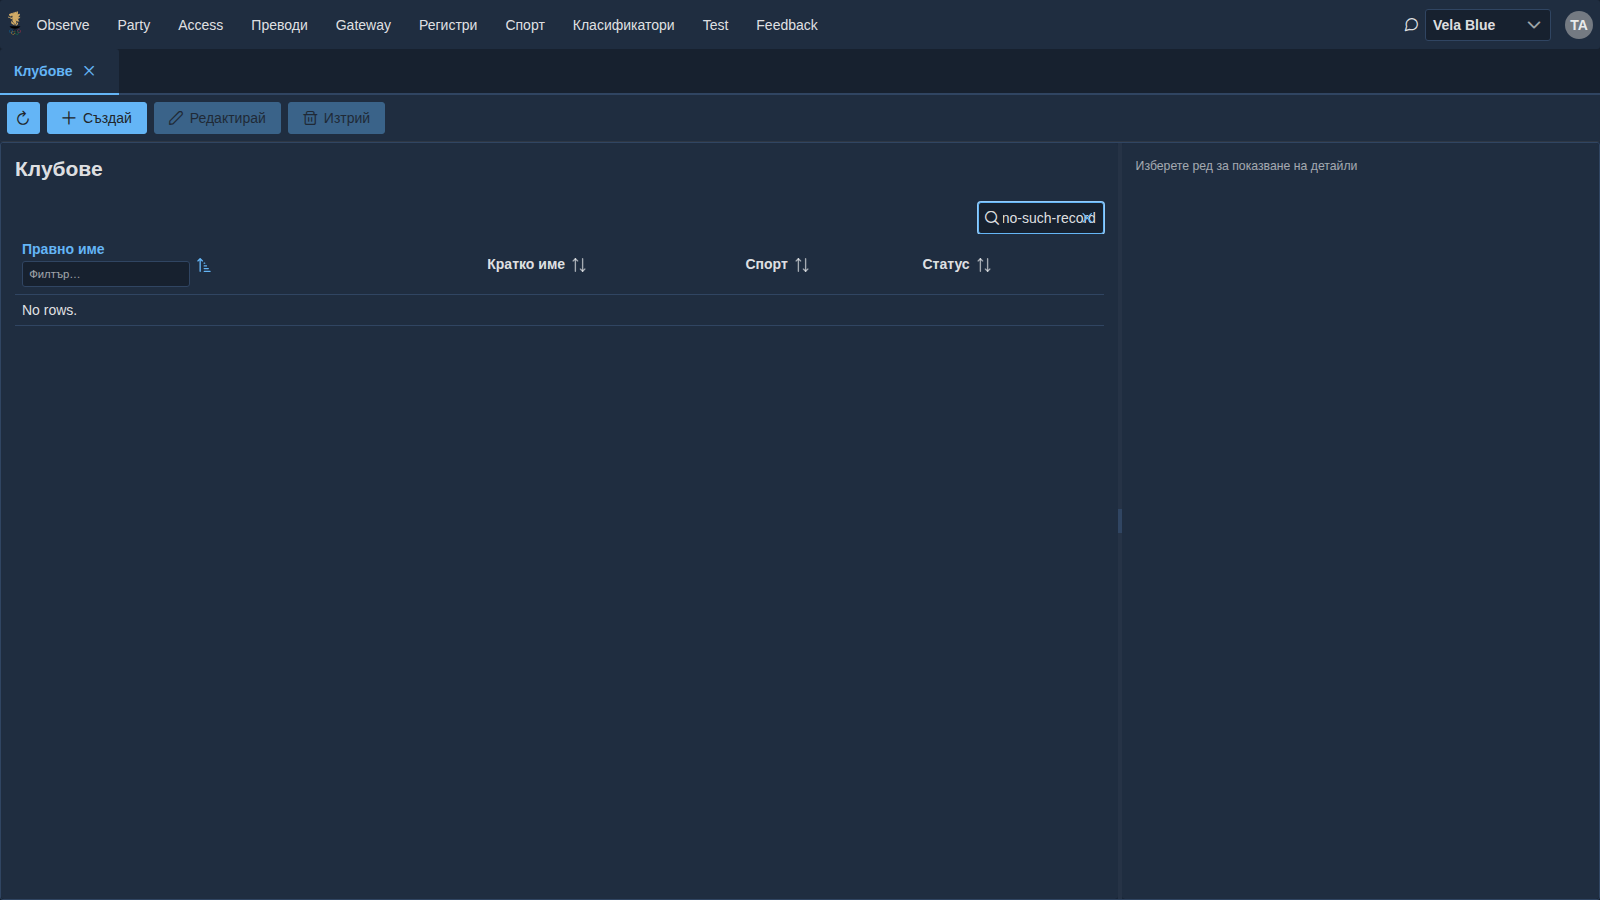 Observe Party Access Преводи Gateway Регистри Спорт Класификатори Test Feedback Vela Blue TA
Клубове
Създай Редактирай Изтрий
Клубове
Изберете ред за показване на детайли
no-such-record
Правно име
Филтър...
Кратко име Спорт Статус
No rows.